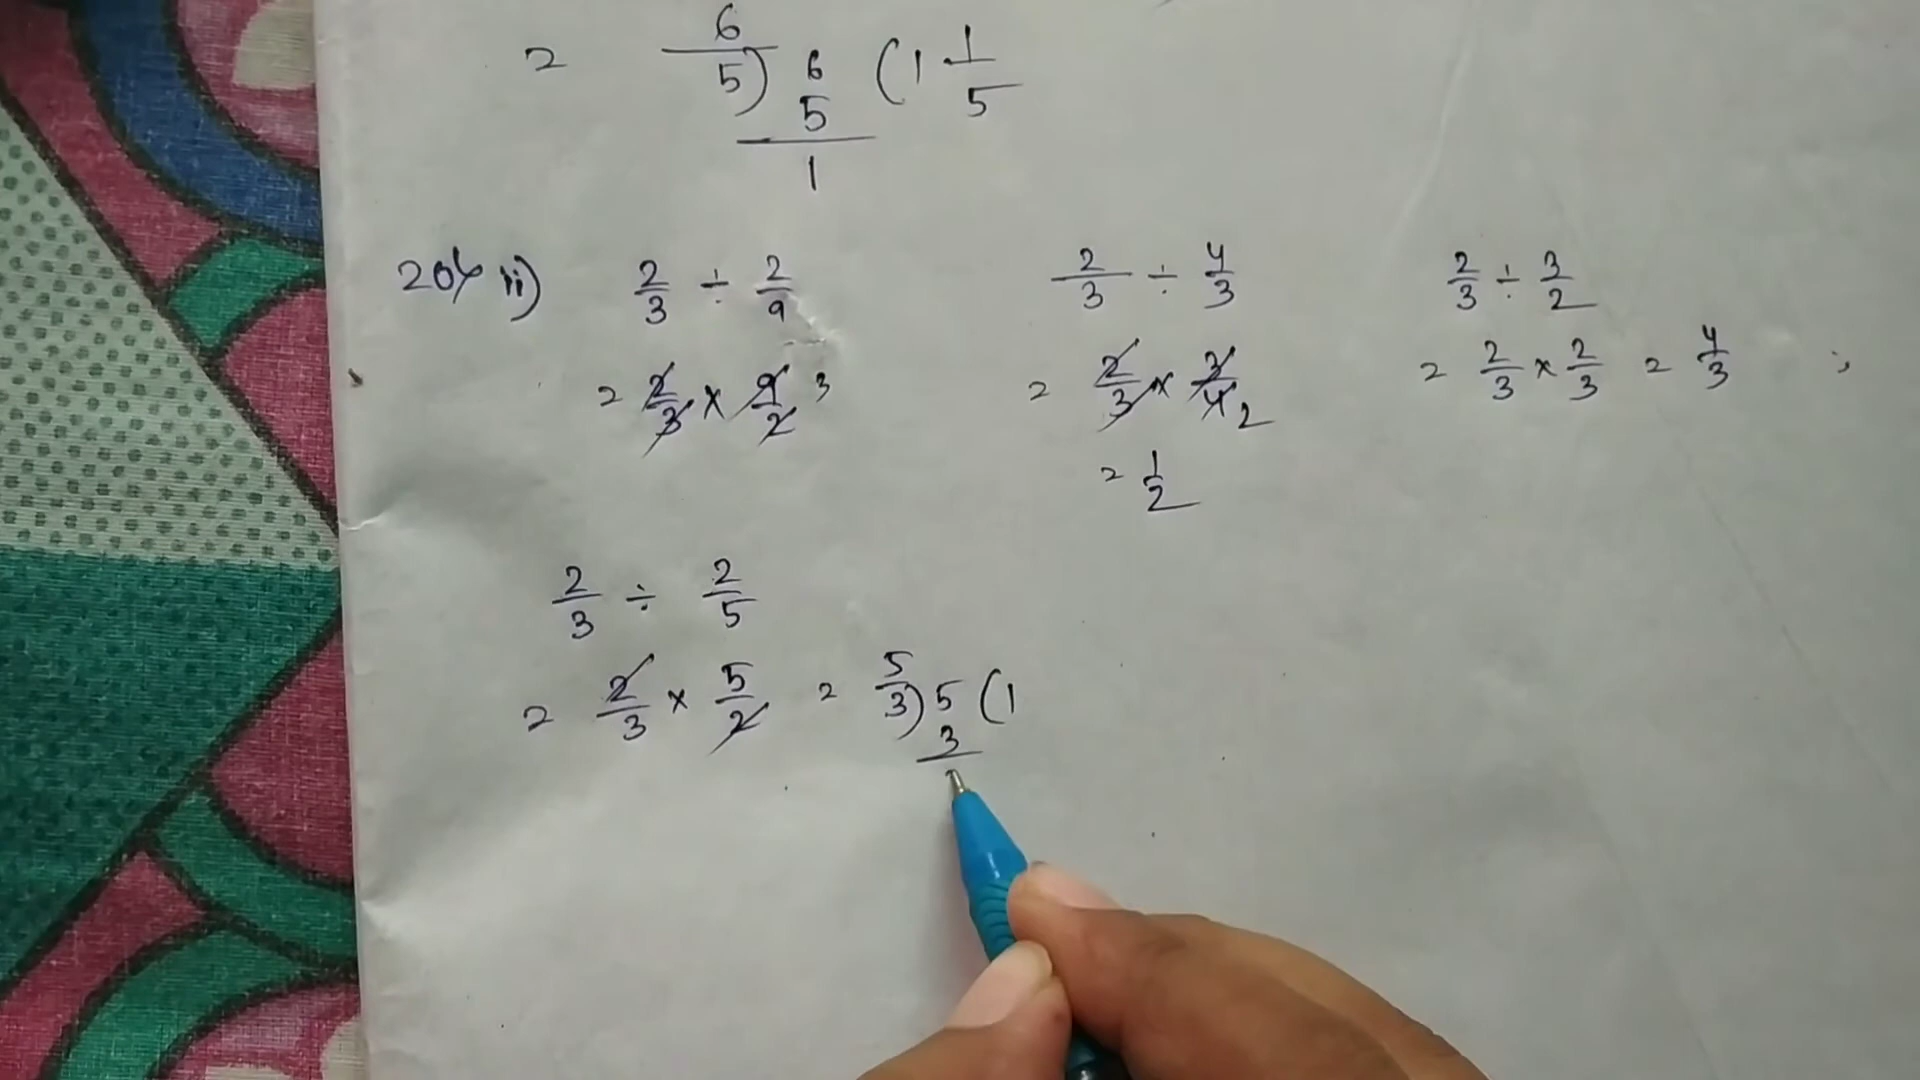 = 6/5) 6 (1 1/5
5
1
20 ii) 2/3 ÷ 2/9
= 2/3 × 9/2 3
2/3 ÷ 4/3
= 2/3 × 3/4 2
= 1/2
2/3 ÷ 3/2
= 2/3 × 2/3 = 4/3 ;
2/3 ÷ 2/5
= 2/3 × 5/2 = 5/3) 5 (1
3